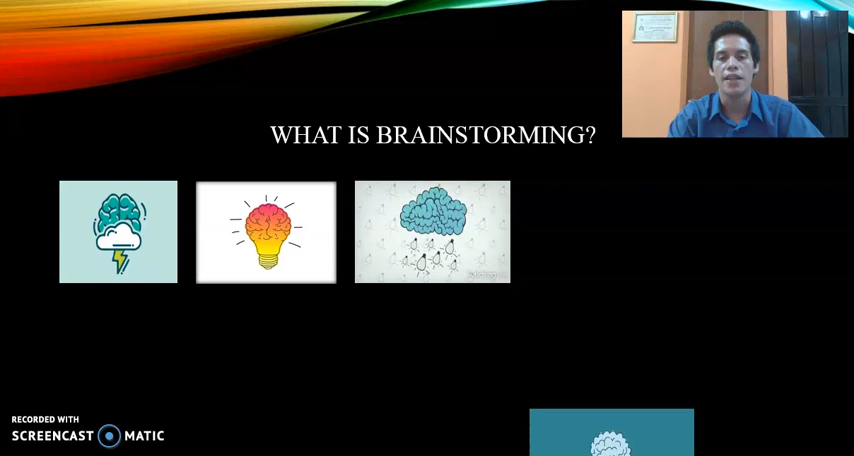 WHAT IS BRAINSTORMING?
RECORDED WITH
SCREENCAST MATIC